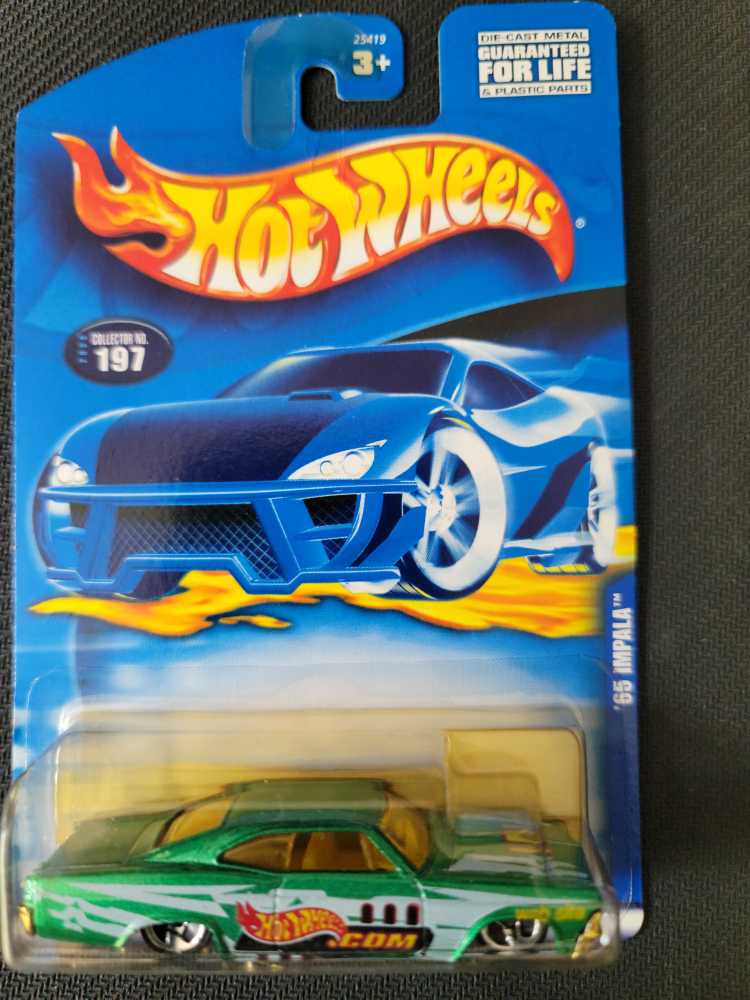 25419
3+
DIE-CAST METAL
GUARANTEED
FOR LIFE
& PLASTIC PARTS
HOT WHEELS®
COLLECTOR NO.
197
'65 IMPALA™
HOT WHEELS
.COM